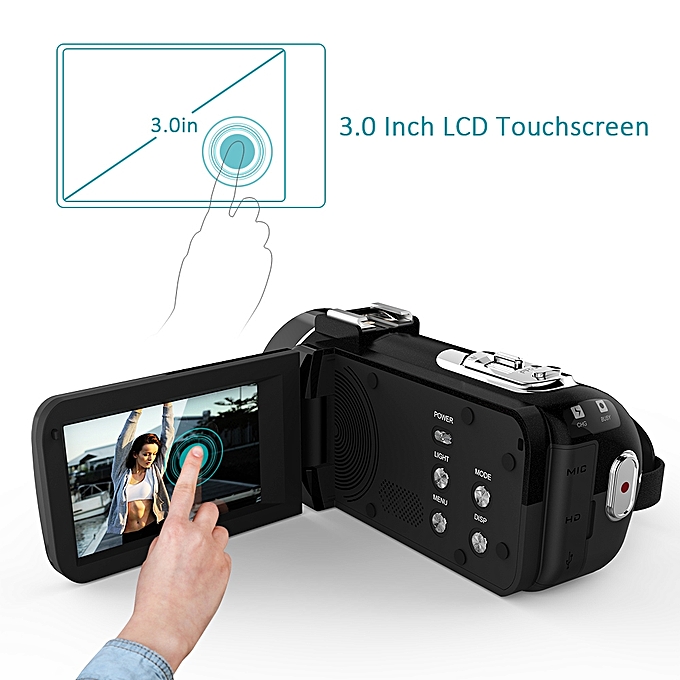 3.0in
3.0 Inch LCD Touchscreen
POWER
LIGHT
MODE
MENU
DISP
CHG
BUSY
MIC
HD